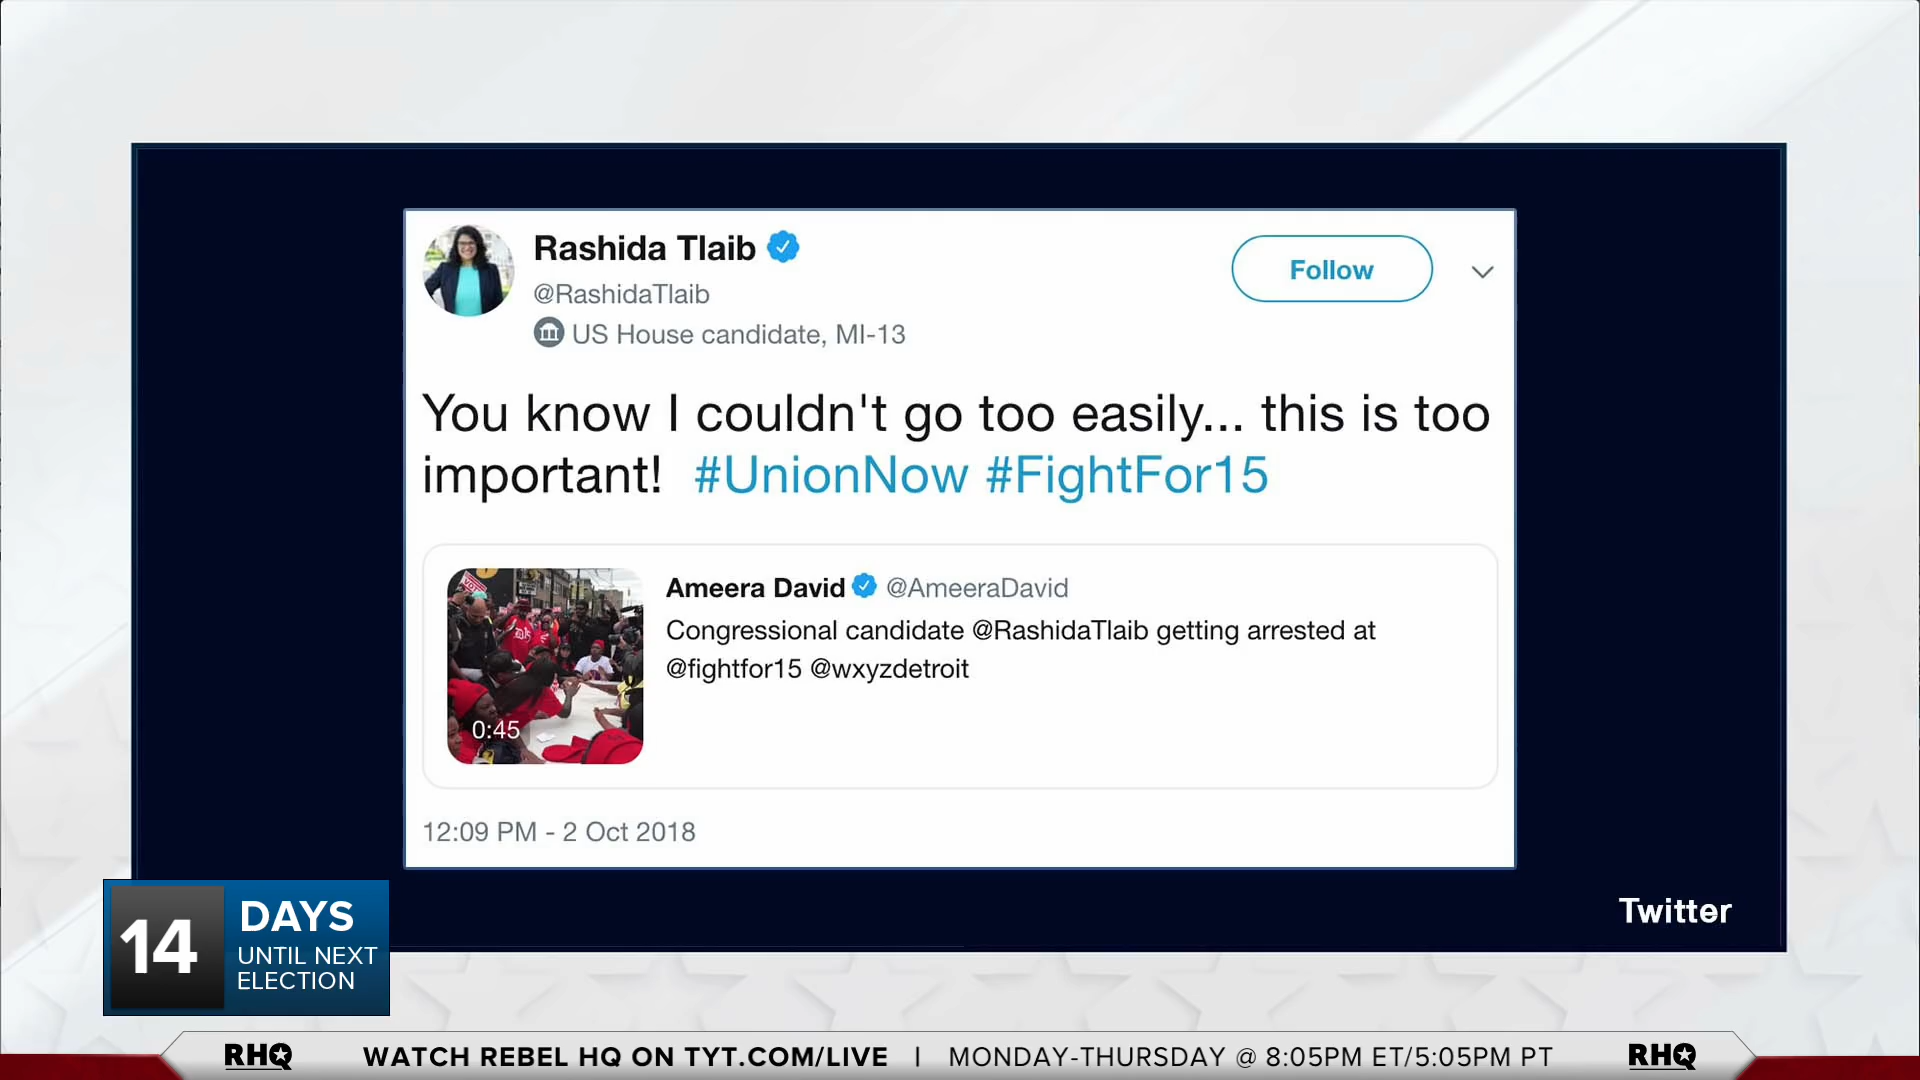 Rashida Tlaib
@RashidaTlaib
US House candidate, MI-13
Follow
You know I couldn't go too easily... this is too
important! #UnionNow #FightFor15
Ameera David @AmeeraDavid
Congressional candidate @RashidaTlaib getting arrested at
@fightfor15 @wxyzdetroit
0:45
12:09 PM - 2 Oct 2018
Twitter
14
DAYS
UNTIL NEXT
ELECTION
RHQ WATCH REBEL HQ ON TYT.COM/LIVE | MONDAY-THURSDAY @ 8:05PM ET/5:05PM PT RHQ